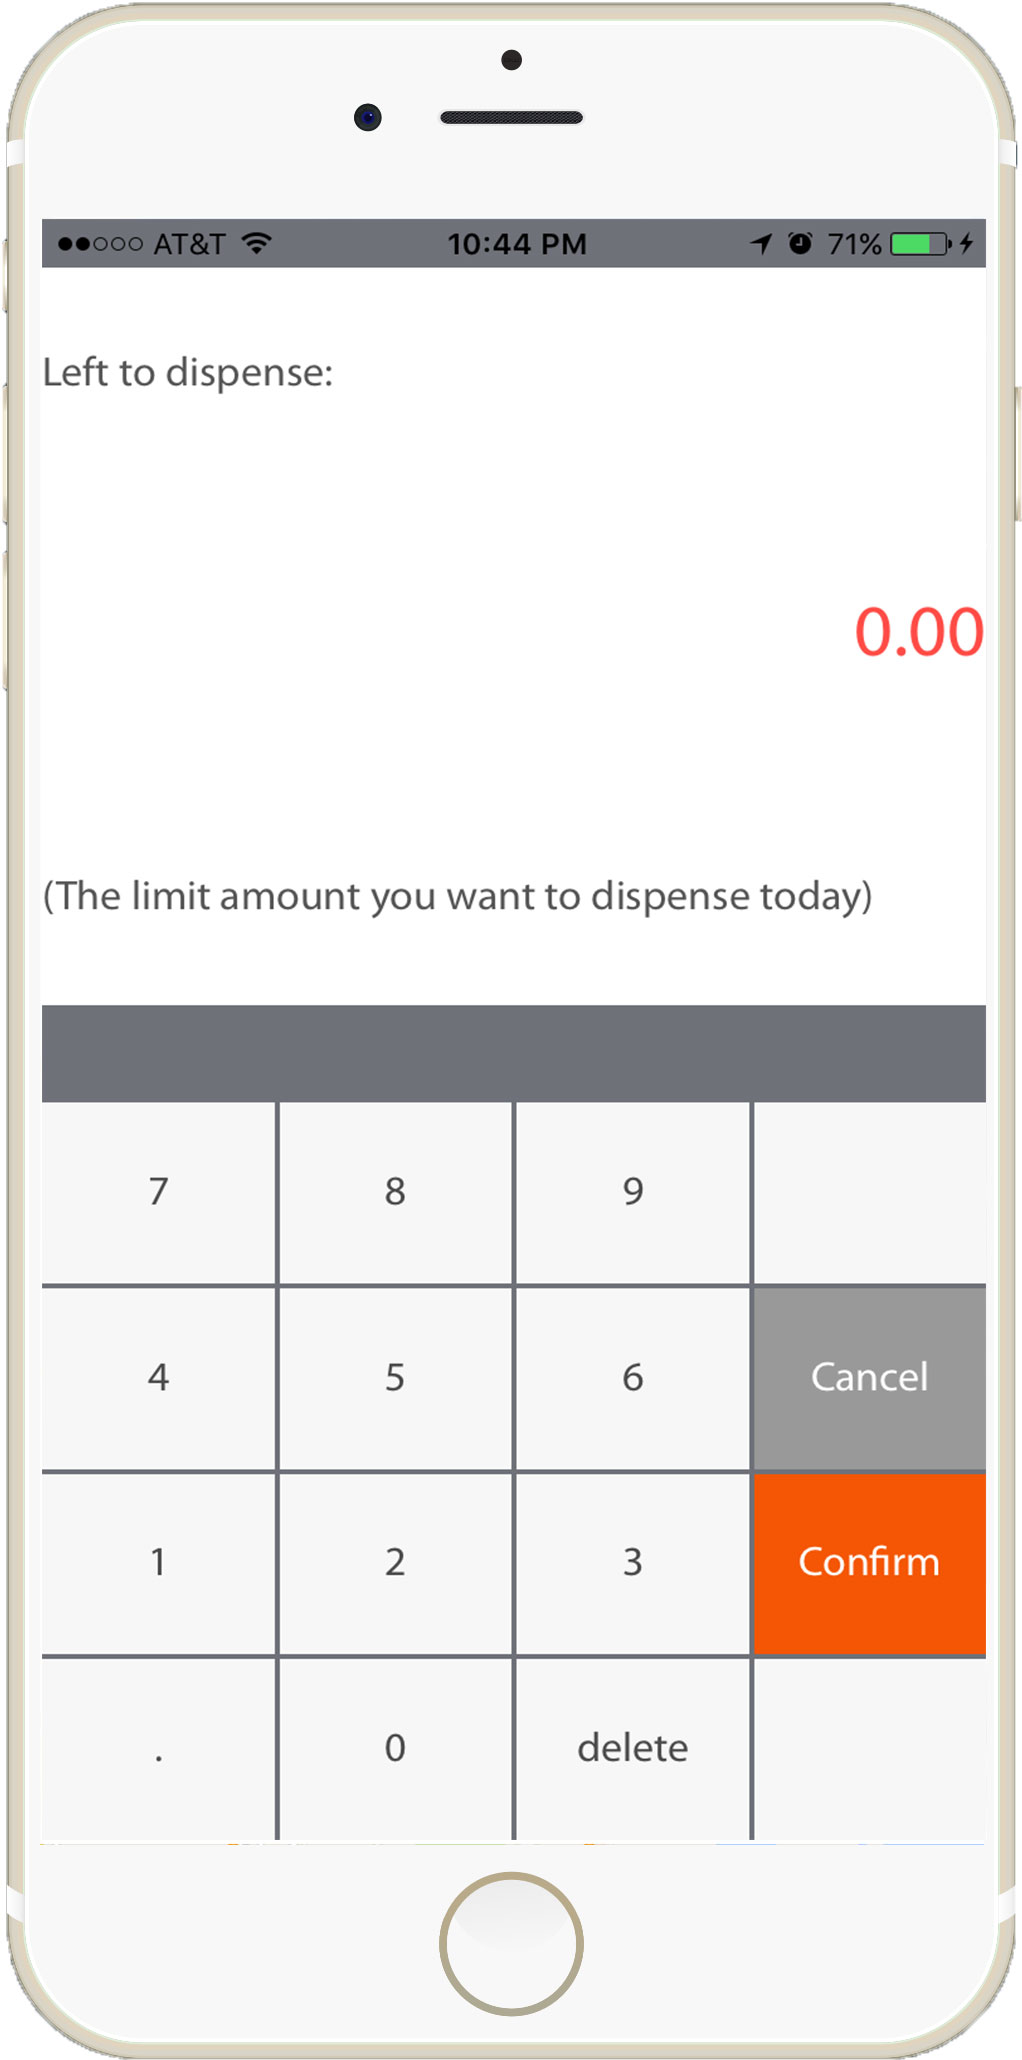 AT&T 10:44 PM 71%
Left to dispense:
0.00
(The limit amount you want to dispense today)
7 8 9
4 5 6 Cancel
1 2 3 Confirm
. 0 delete